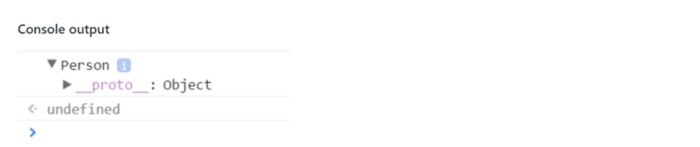 Console output
▼ Person i
▶ __proto__: Object
<· undefined
>